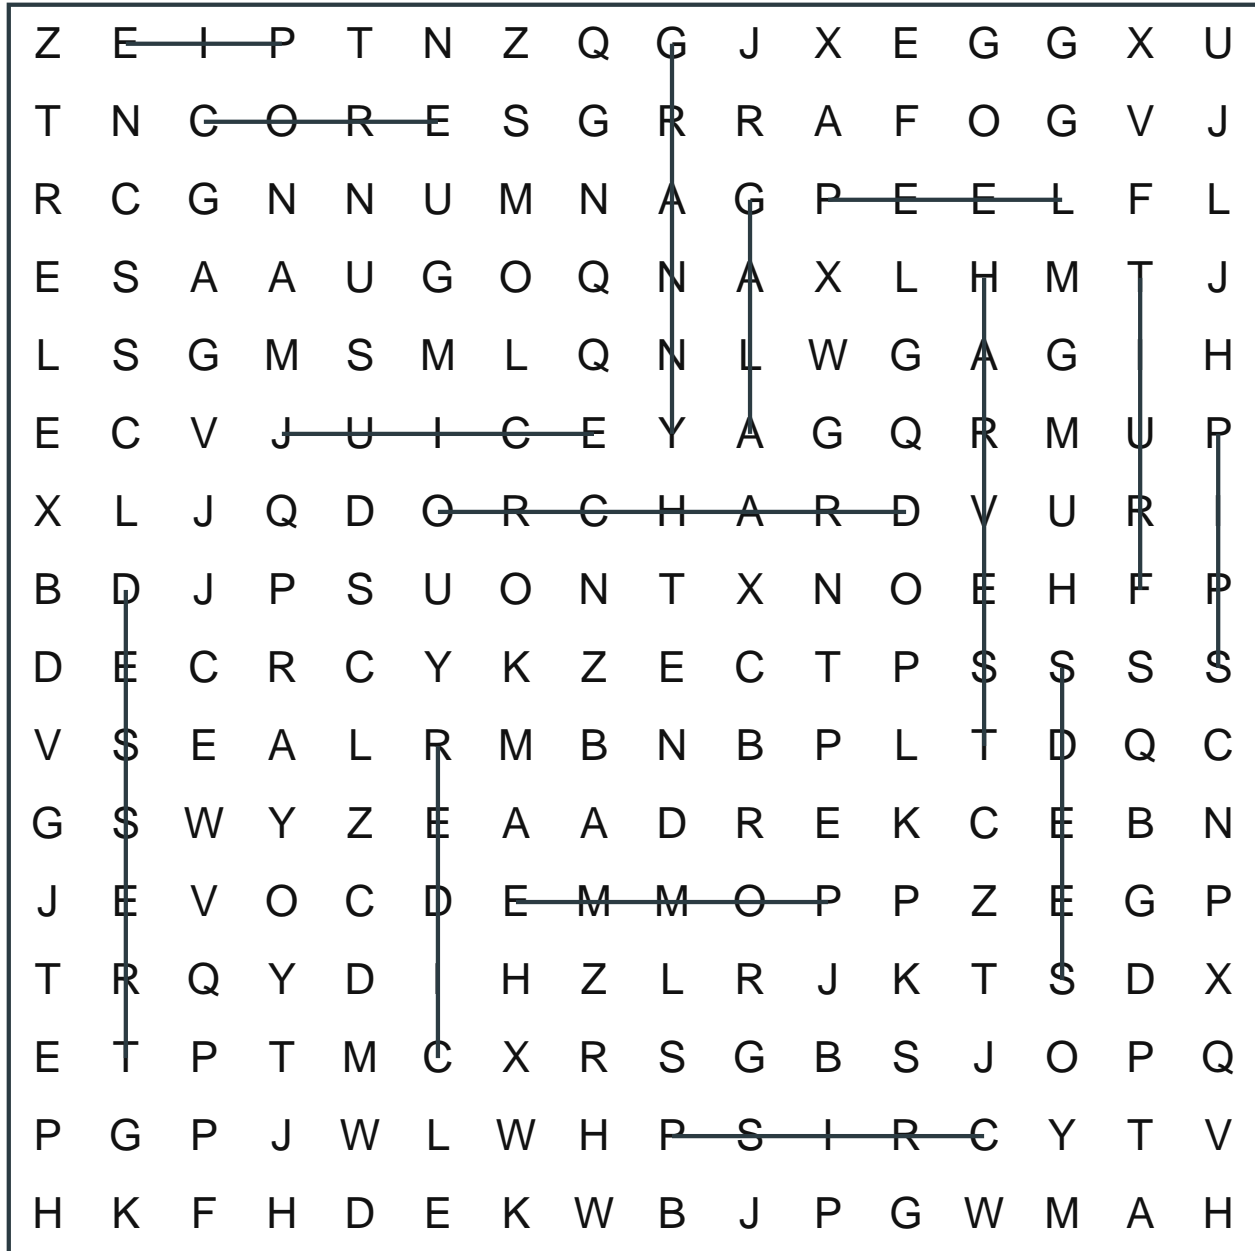 Z E I P T N Z Q G J X E G G X U
T N C O R E S G R R A F O G V J
R C G N N U M N A G P E E L F L
E S A A U G O Q N A X L H M T J
L S G M S M L Q N L W G A G I H
E C V J U I C E Y A G Q R M U P
X L J Q D O R C H A R D V U R I
B D J P S U O N T X N O E H F P
D E C R C Y K Z E C T P S S S S
V S E A L R M B N B P L T D Q C
G S W Y Z E A A D R E K C E B N
J E V O C D E M M O P P Z E G P
T R Q Y D I H Z L R J K T S D X
E T P T M C X R S G B S J O P Q
P G P J W L W H P S I R C Y T V
H K F H D E K W B J P G W M A H